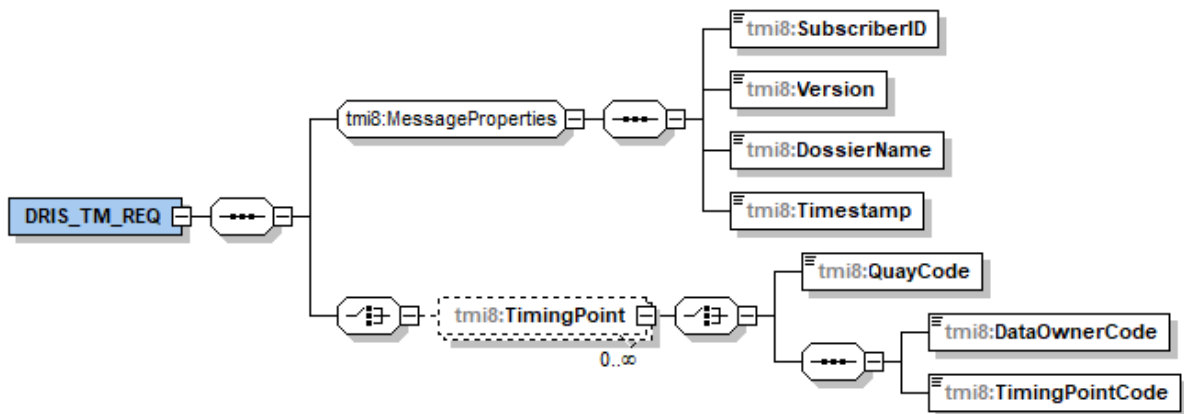 tmi8:SubscriberID
tmi8:Version
tmi8:MessageProperties
tmi8:DossierName
tmi8:Timestamp
DRIS_TM_REQ
tmi8:QuayCode
tmi8:TimingPoint
0..∞
tmi8:DataOwnerCode
tmi8:TimingPointCode